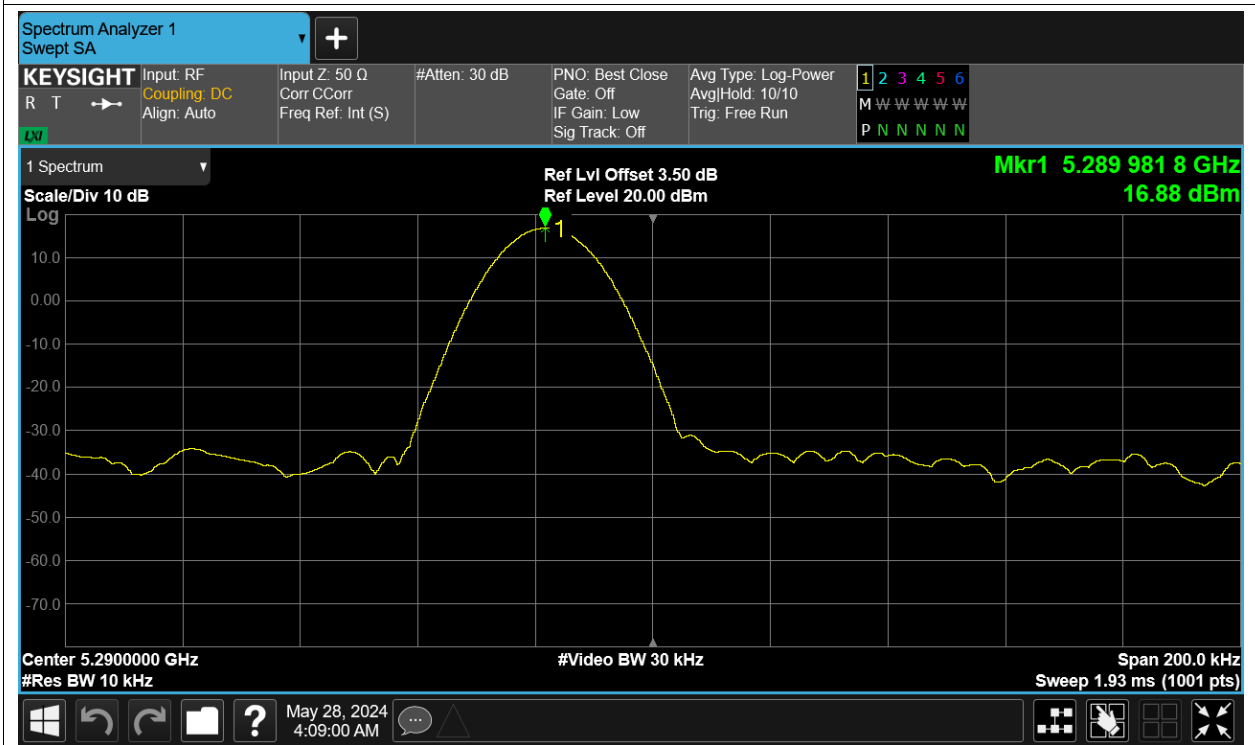 Spectrum Analyzer 1
Swept SA
KEYSIGHT
R T
LXI
Input: RF
Coupling: DC
Align: Auto
Input Z: 50 Ω
Corr CCorr
Freq Ref: Int (S)
#Atten: 30 dB
PNO: Best Close
Gate: Off
IF Gain: Low
Sig Track: Off
Avg Type: Log-Power
Avg|Hold: 10/10
Trig: Free Run
1 2 3 4 5 6
M W W W W W
P N N N N N
1 Spectrum
Scale/Div 10 dB
Log
Ref Lvl Offset 3.50 dB
Ref Level 20.00 dBm
Mkr1 5.289 981 8 GHz
16.88 dBm
1
10.0
0.00
-10.0
-20.0
-30.0
-40.0
-50.0
-60.0
-70.0
Center 5.2900000 GHz
#Res BW 10 kHz
#Video BW 30 kHz
Span 200.0 kHz
Sweep 1.93 ms (1001 pts)
?
May 28, 2024
4:09:00 AM